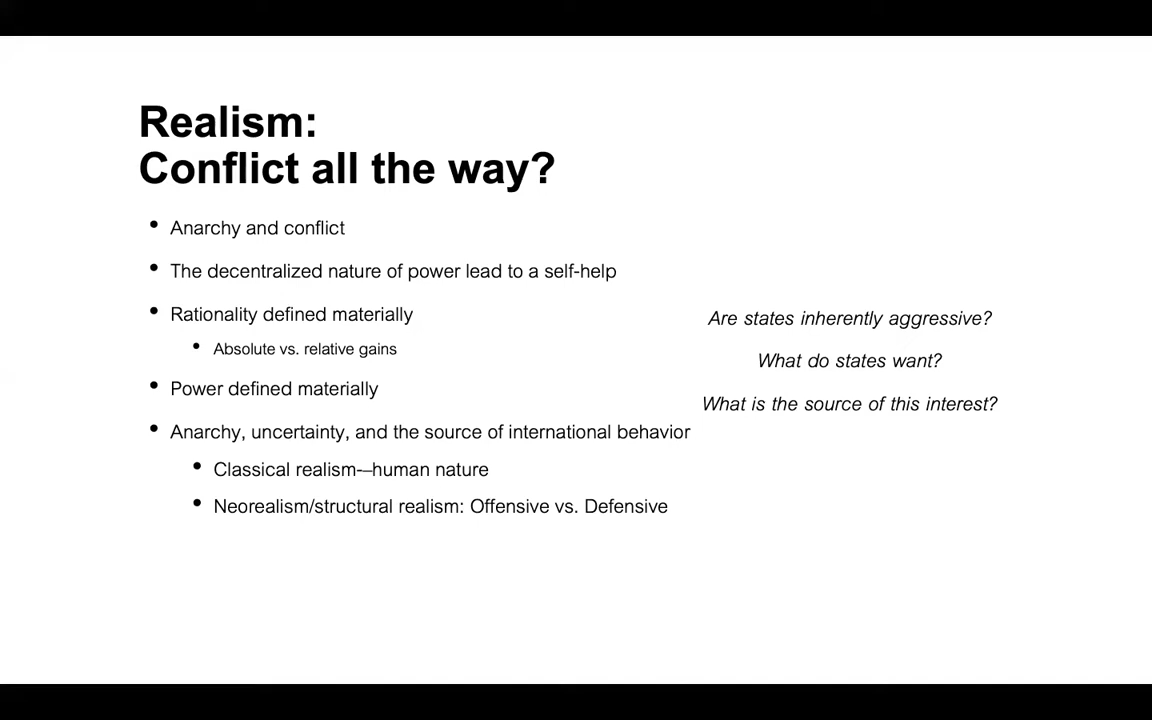 Realism:
Conflict all the way?
• Anarchy and conflict
• The decentralized nature of power lead to a self-help
• Rationality defined materially
• Absolute vs. relative gains
• Power defined materially
• Anarchy, uncertainty, and the source of international behavior
• Classical realism-–human nature
• Neorealism/structural realism: Offensive vs. Defensive
Are states inherently aggressive?
What do states want?
What is the source of this interest?